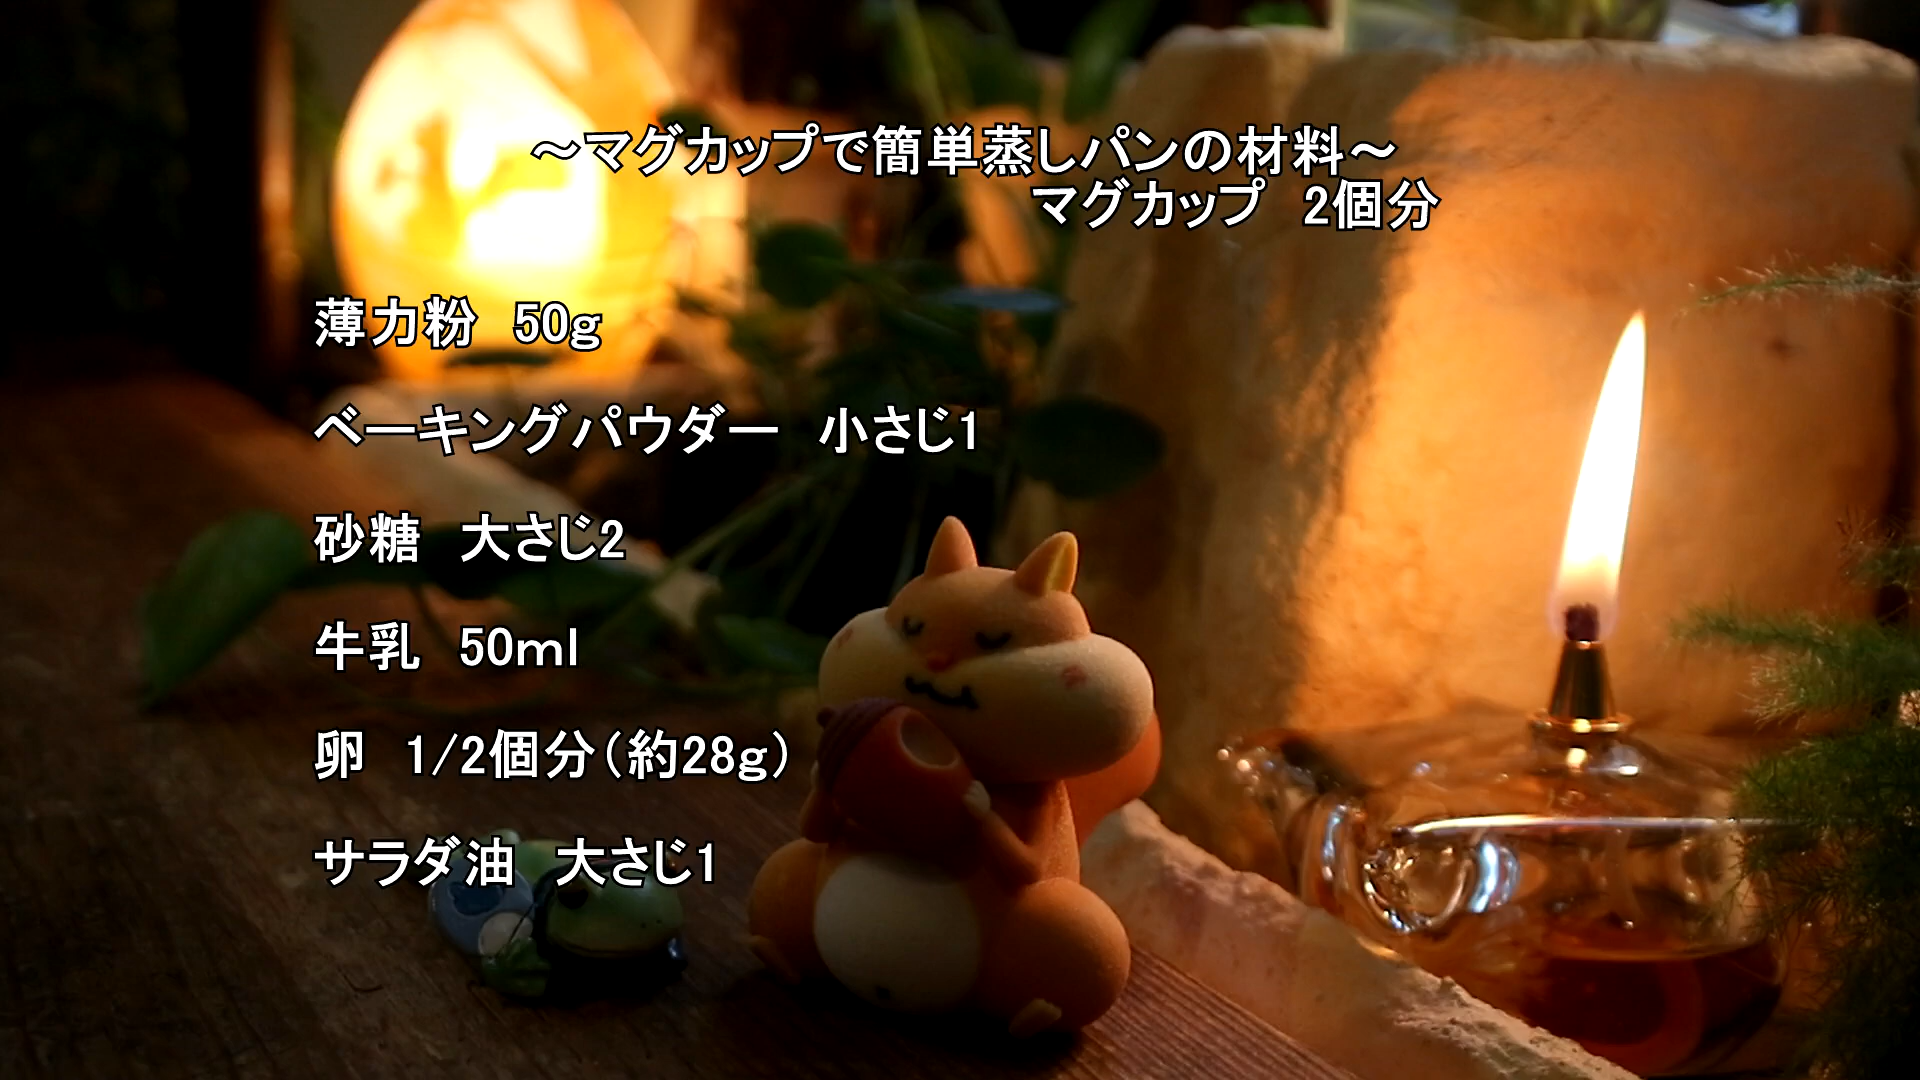 ～マグカップで簡単蒸しパンの材料～
マグカップ　2個分
薄力粉　50g
ベーキングパウダー　小さじ1
砂糖　大さじ2
牛乳　50ml
卵　1/2個分（約28g）
サラダ油　大さじ1